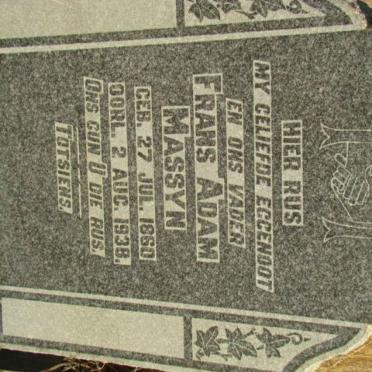 HIER RUS
MY GELIEFDE EGGENOOT
EN ONS VADER
FRANS ADAM
MASSYN
GEB. 27 JUL. 1860
OORL. 2 AUG. 1938.
ONS GUN U DIE RUS.
TOTSIENS.